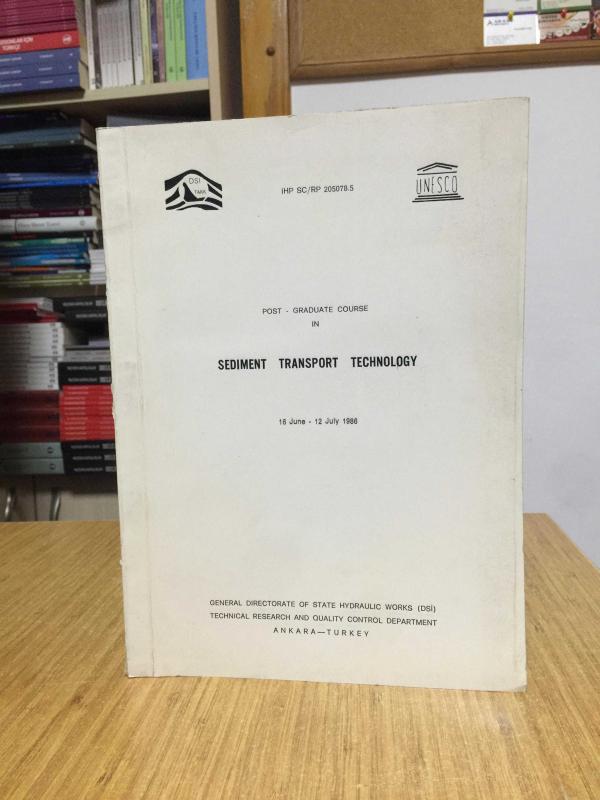 DSİ
TAKK
IHP SC/RP 205078.5
UNESCO
POST - GRADUATE COURSE
IN
SEDIMENT TRANSPORT TECHNOLOGY
16 June - 12 July 1986
GENERAL DIRECTORATE OF STATE HYDRAULIC WORKS (DSİ)
TECHNICAL RESEARCH AND QUALITY CONTROL DEPARTMENT
ANKARA—TURKEY